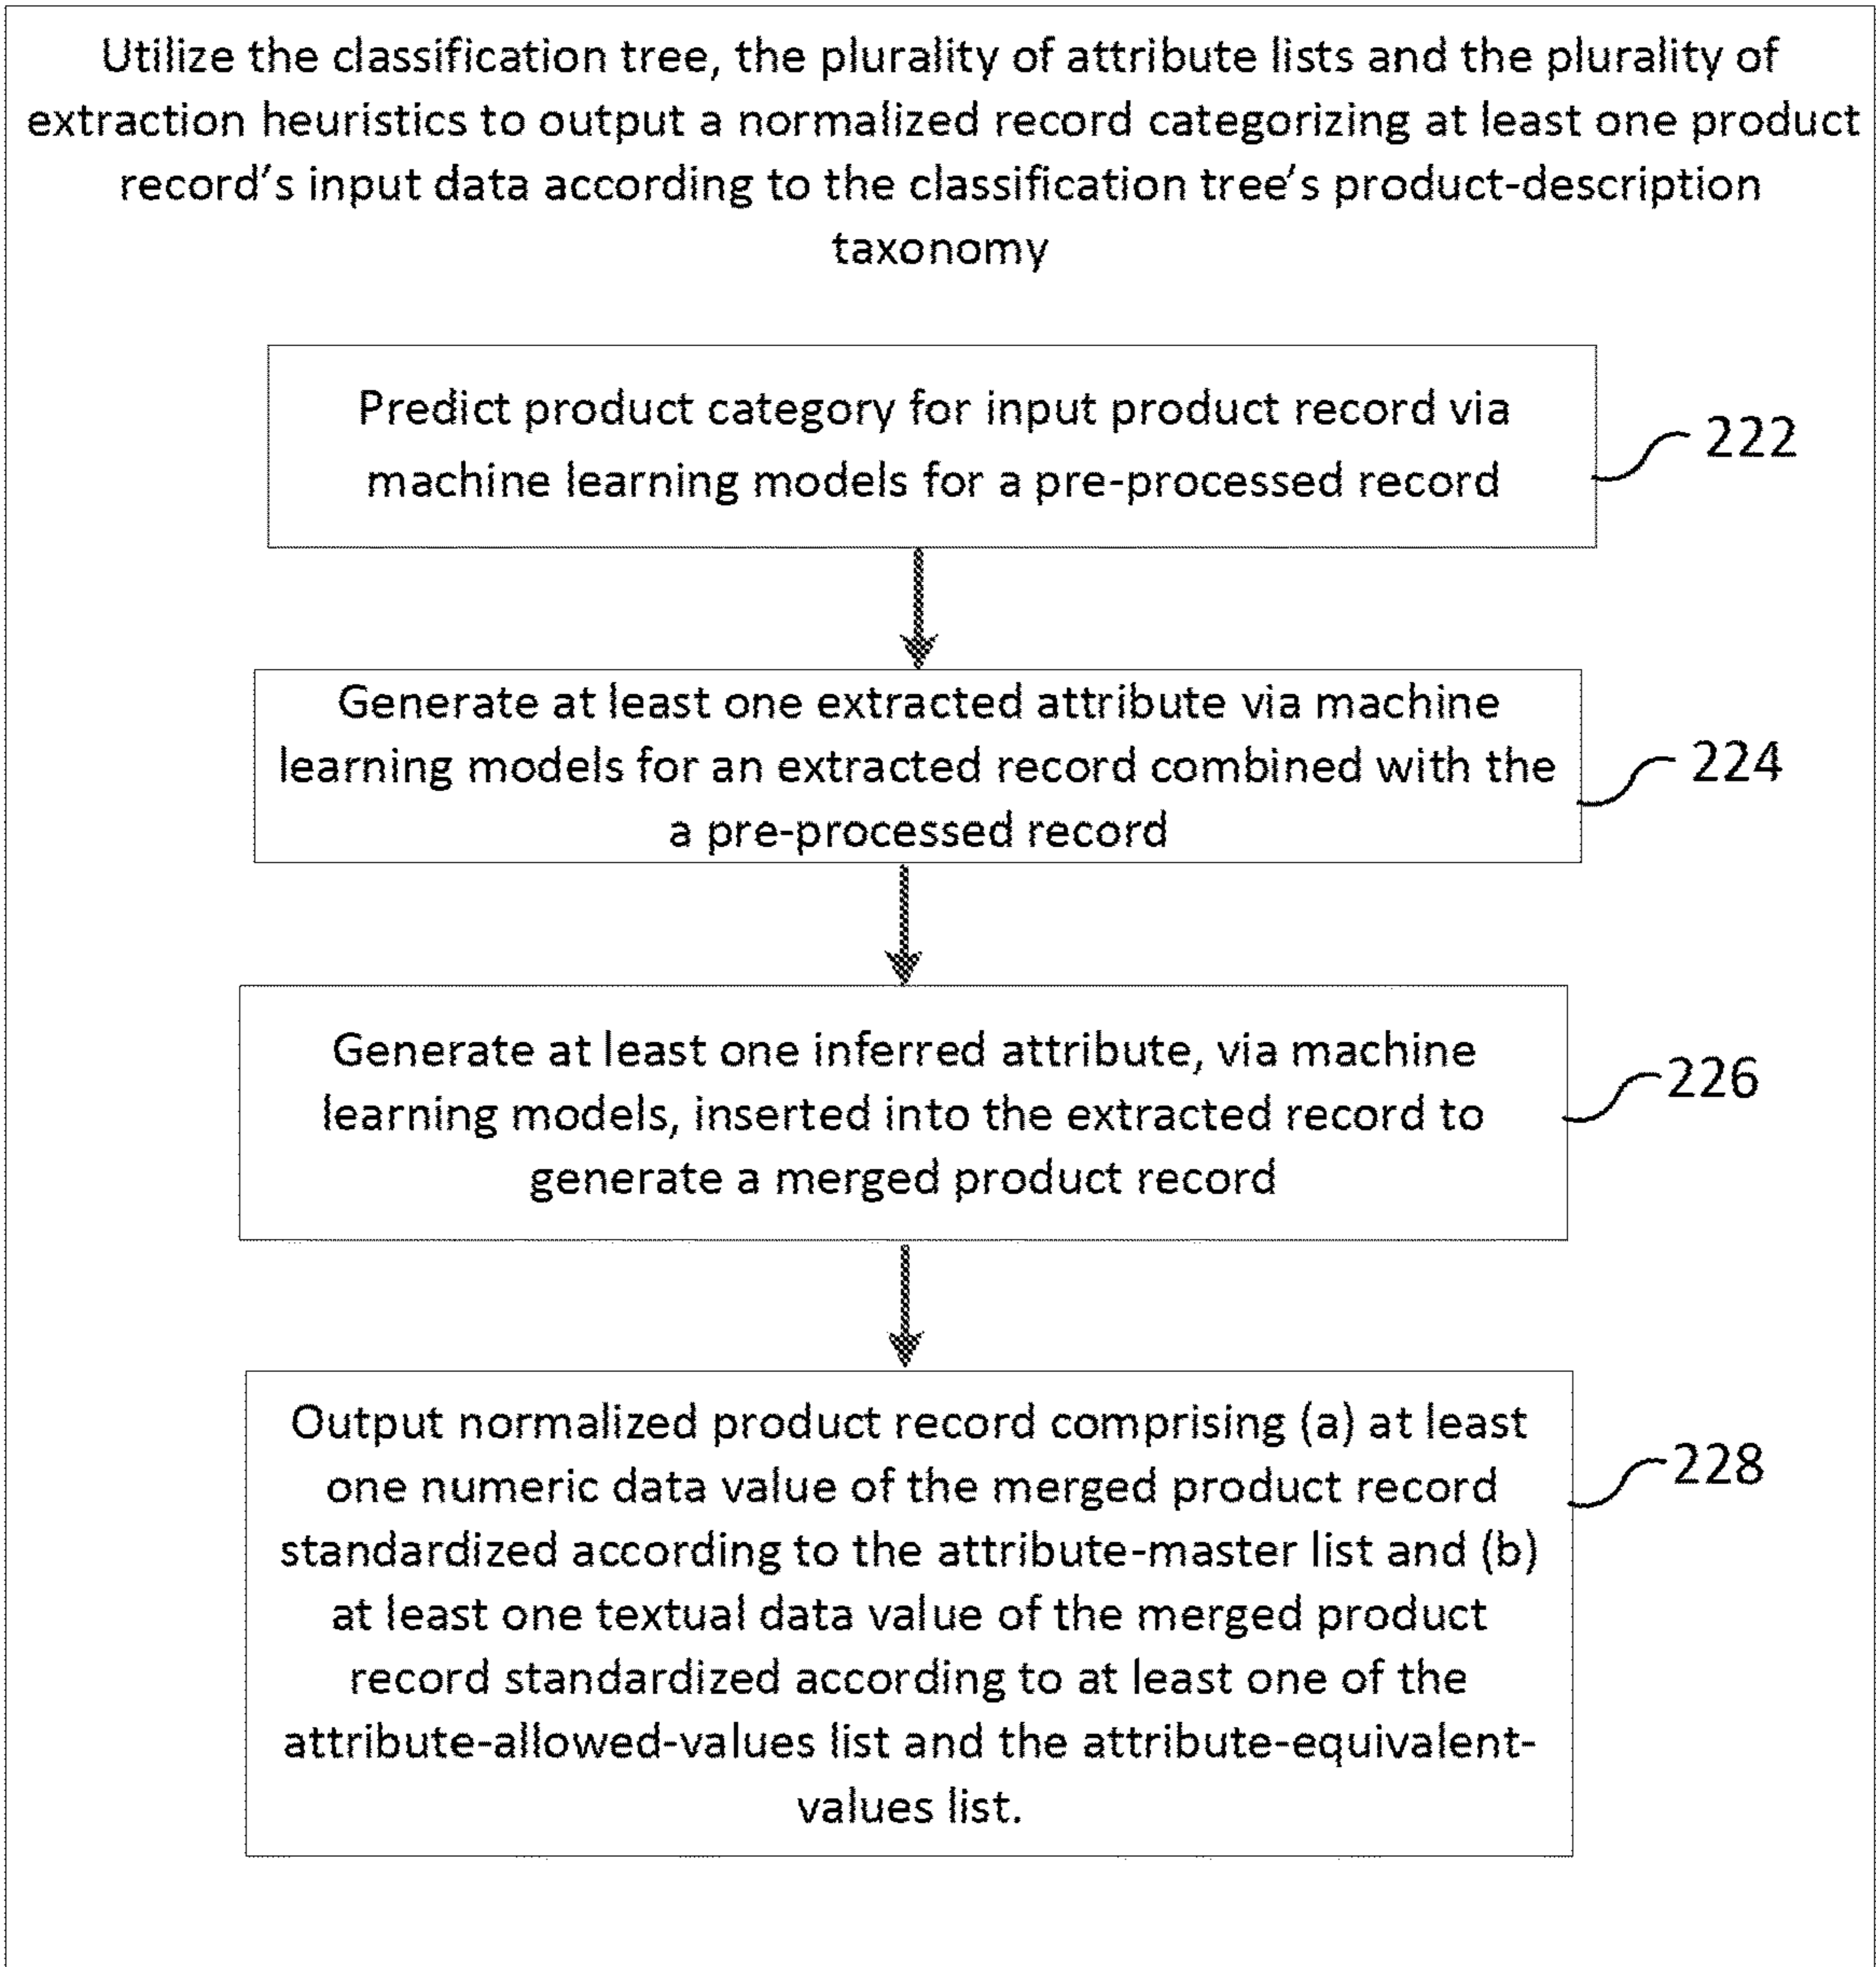 Utilize the classification tree, the plurality of attribute lists and the plurality of
extraction heuristics to output a normalized record categorizing at least one product
record's input data according to the classification tree's product-description
taxonomy
Predict product category for input product record via
machine learning models for a pre-processed record
222
Generate at least one extracted attribute via machine
learning models for an extracted record combined with the
a pre-processed record
224
Generate at least one inferred attribute, via machine
learning models, inserted into the extracted record to
generate a merged product record
226
Output normalized product record comprising (a) at least
one numeric data value of the merged product record
standardized according to the attribute-master list and (b)
at least one textual data value of the merged product
record standardized according to at least one of the
attribute-allowed-values list and the attribute-equivalent-
values list.
228